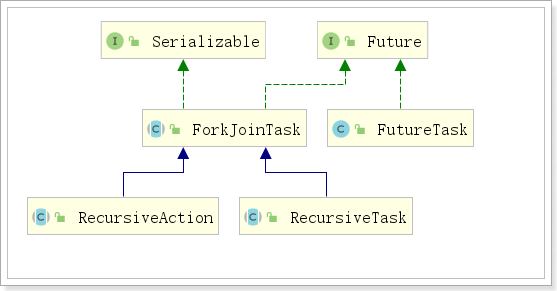 I Serializable
I Future
C ForkJoinTask
C FutureTask
C RecursiveAction
C RecursiveTask